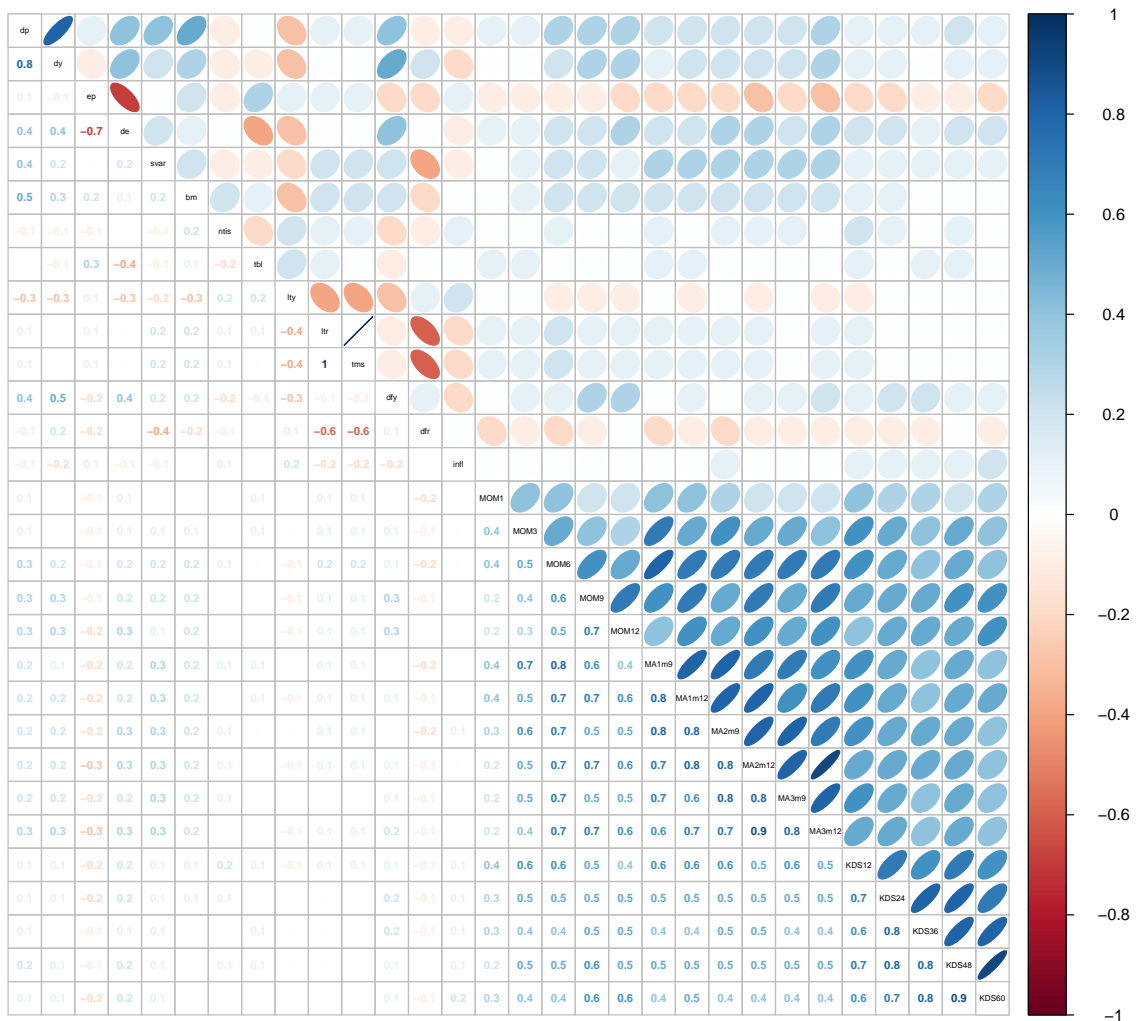 dp
0.8 dy
0.1 −0.1 ep
0.4 0.4 −0.7 de
0.4 0.2 0.2 svar
0.5 0.3 0.2 0.1 0.2 bm
−0.1 −0.1 −0.1 −0.1 0.2 ntis
−0.1 0.3 −0.4 −0.1 0.1 −0.2 tbl
−0.3 −0.3 0.1 −0.3 −0.2 −0.3 0.2 0.2 lty
0.1 0.1 0.2 0.2 0.1 0.1 −0.4 ltr
0.1 0.1 0.2 0.2 0.1 −0.4 1 tms
0.4 0.5 −0.2 0.4 0.2 0.2 −0.2 −0.1 −0.3 −0.1 −0.1 dfy
−0.1 0.2 −0.2 −0.4 −0.2 −0.1 0.1 −0.6 −0.6 0.1 dfr
−0.1 −0.2 0.1 −0.1 −0.1 0.1 0.2 −0.2 −0.2 −0.2 infl
0.1 −0.1 0.1 0.1 0.1 0.1 −0.2 MOM1
0.1 −0.1 0.1 0.1 0.1 0.1 0.1 0.1 −0.1 0.4 MOM3
0.3 0.2 −0.1 0.2 0.2 0.2 0.1 −0.1 0.2 0.2 0.1 −0.2 0.4 0.5 MOM6
0.3 0.3 −0.1 0.2 0.2 0.2 −0.1 0.1 0.1 0.3 −0.1 0.2 0.4 0.6 MOM9
0.3 0.3 −0.2 0.3 0.1 0.2 −0.1 0.1 0.1 0.3 0.2 0.3 0.5 0.7 MOM12
0.2 0.1 −0.2 0.2 0.3 0.2 0.1 0.1 0.1 0.1 −0.2 0.4 0.7 0.8 0.6 0.4 MA1m9
0.2 0.2 −0.2 0.2 0.3 0.2 0.1 −0.1 0.1 0.1 0.1 −0.1 0.4 0.5 0.7 0.7 0.6 0.8 MA1m12
0.2 0.2 −0.2 0.3 0.3 0.2 0.1 0.1 0.1 −0.2 0.1 0.3 0.6 0.7 0.5 0.5 0.8 0.8 MA2m9
0.2 0.2 −0.3 0.3 0.3 0.2 0.1 −0.1 0.1 0.1 0.1 −0.1 0.2 0.5 0.7 0.7 0.6 0.7 0.8 0.8 MA2m12
0.2 0.2 −0.2 0.2 0.3 0.2 0.1 0.1 −0.1 0.2 0.5 0.7 0.5 0.5 0.7 0.6 0.8 0.8 MA3m9
0.3 0.3 −0.3 0.3 0.3 0.2 −0.1 0.1 0.1 0.2 −0.1 0.2 0.4 0.7 0.7 0.6 0.6 0.7 0.7 0.9 0.8 MA3m12
0.1 0.1 −0.2 0.2 0.1 0.1 0.2 0.1 −0.1 0.1 0.1 0.1 −0.1 0.1 0.4 0.6 0.6 0.5 0.4 0.6 0.6 0.6 0.5 0.6 0.5 KDS12
0.1 0.1 −0.2 0.2 0.1 0.1 0.2 −0.1 0.1 0.3 0.5 0.5 0.5 0.5 0.5 0.5 0.5 0.5 0.5 0.5 0.7 KDS24
0.1 0.1 −0.1 0.1 0.1 0.1 0.2 −0.1 0.1 0.3 0.4 0.4 0.5 0.5 0.4 0.4 0.5 0.5 0.4 0.4 0.6 0.8 KDS36
0.2 0.1 −0.1 0.2 0.1 0.1 0.1 0.1 0.2 0.5 0.5 0.6 0.5 0.5 0.5 0.5 0.5 0.5 0.5 0.7 0.8 0.8 KDS48
0.1 0.1 −0.2 0.2 0.1 0.1 −0.1 0.2 0.3 0.4 0.4 0.6 0.6 0.4 0.5 0.4 0.4 0.4 0.4 0.6 0.7 0.8 0.9 KDS60
1
0.8
0.6
0.4
0.2
0
−0.2
−0.4
−0.6
−0.8
−1